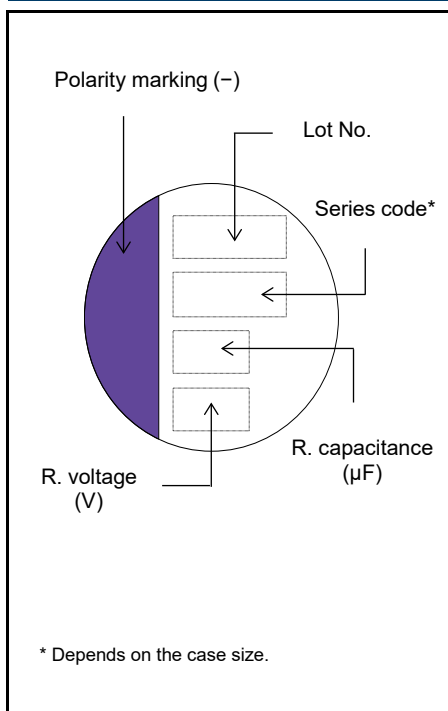 Polarity marking (−)
Lot No.
Series code*
R. capacitance
(μF)
R. voltage
(V)
* Depends on the case size.